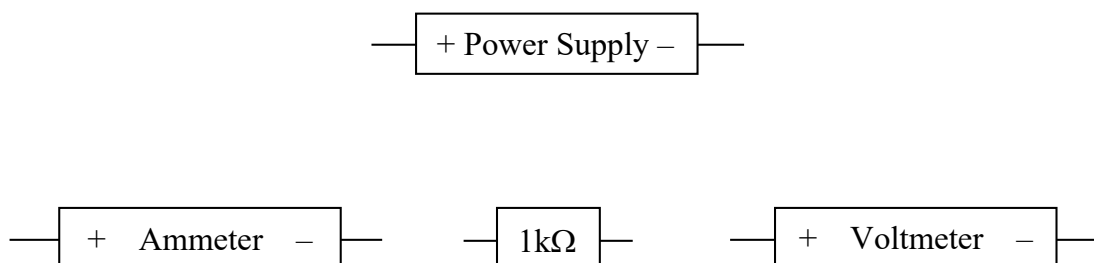 + Power Supply –
+ Ammeter –
1kΩ
+ Voltmeter –